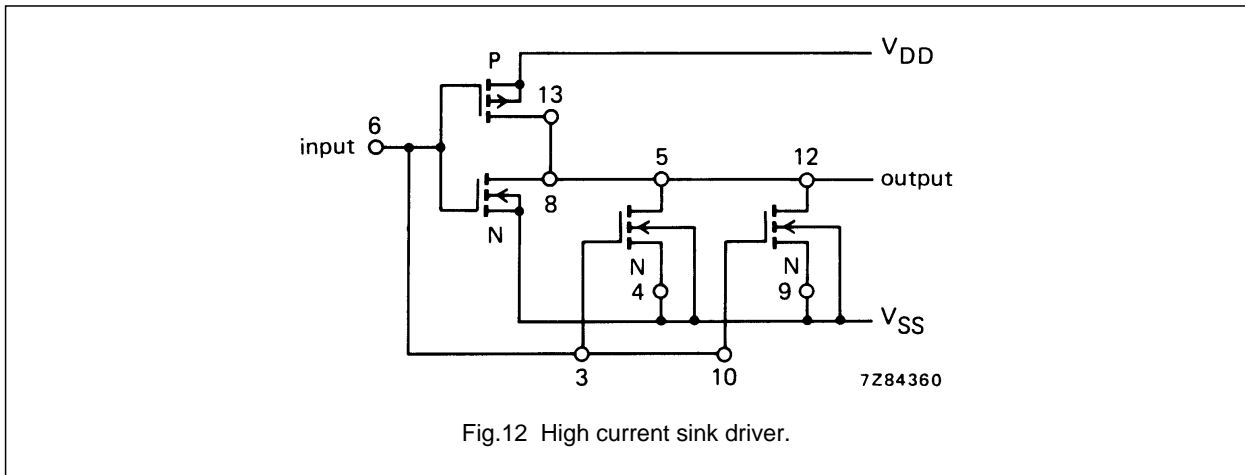 VDD
P
13
6
input
5
12
output
8
N
N
N
4
9
VSS
3
10
7Z84360
Fig.12 High current sink driver.